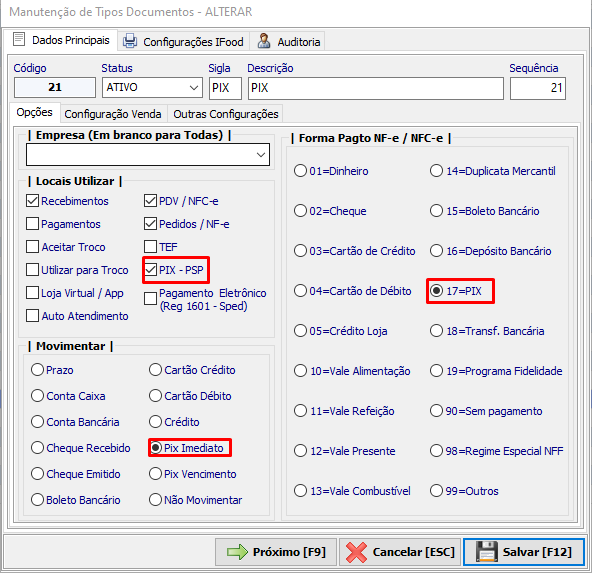 Manutenção de Tipos Documentos - ALTERAR
Dados Principais
Configurações IFood
Auditoria
Código
Status
Sigla
Descrição
Sequência
21
ATIVO
PIX
PIX
21
Opções
Configuração Venda
Outras Configurações
| Empresa (Em branco para Todas) |
| Locais Utilizar |
Recebimentos
PDV / NFC-e
Pagamentos
Pedidos / NF-e
Aceitar Troco
TEF
Utilizar para Troco
PIX - PSP
Loja Virtual / App
Pagamento Eletrônico
(Reg 1601 - Sped)
Auto Atendimento
| Movimentar |
Prazo
Cartão Crédito
Conta Caixa
Cartão Débito
Conta Bancária
Crédito
Cheque Recebido
Pix Imediato
Cheque Emitido
Pix Vencimento
Boleto Bancário
Não Movimentar
| Forma Pagto NF-e / NFC-e |
01=Dinheiro
14=Duplicata Mercantil
02=Cheque
15=Boleto Bancário
03=Cartão de Crédito
16=Depósito Bancário
04=Cartão de Débito
17=PIX
05=Crédito Loja
18=Transf. Bancária
10=Vale Alimentação
19=Programa Fidelidade
11=Vale Refeição
90=Sem pagamento
12=Vale Presente
98=Regime Especial NFF
13=Vale Combustível
99=Outros
Próximo [F9]
Cancelar [ESC]
Salvar [F12]